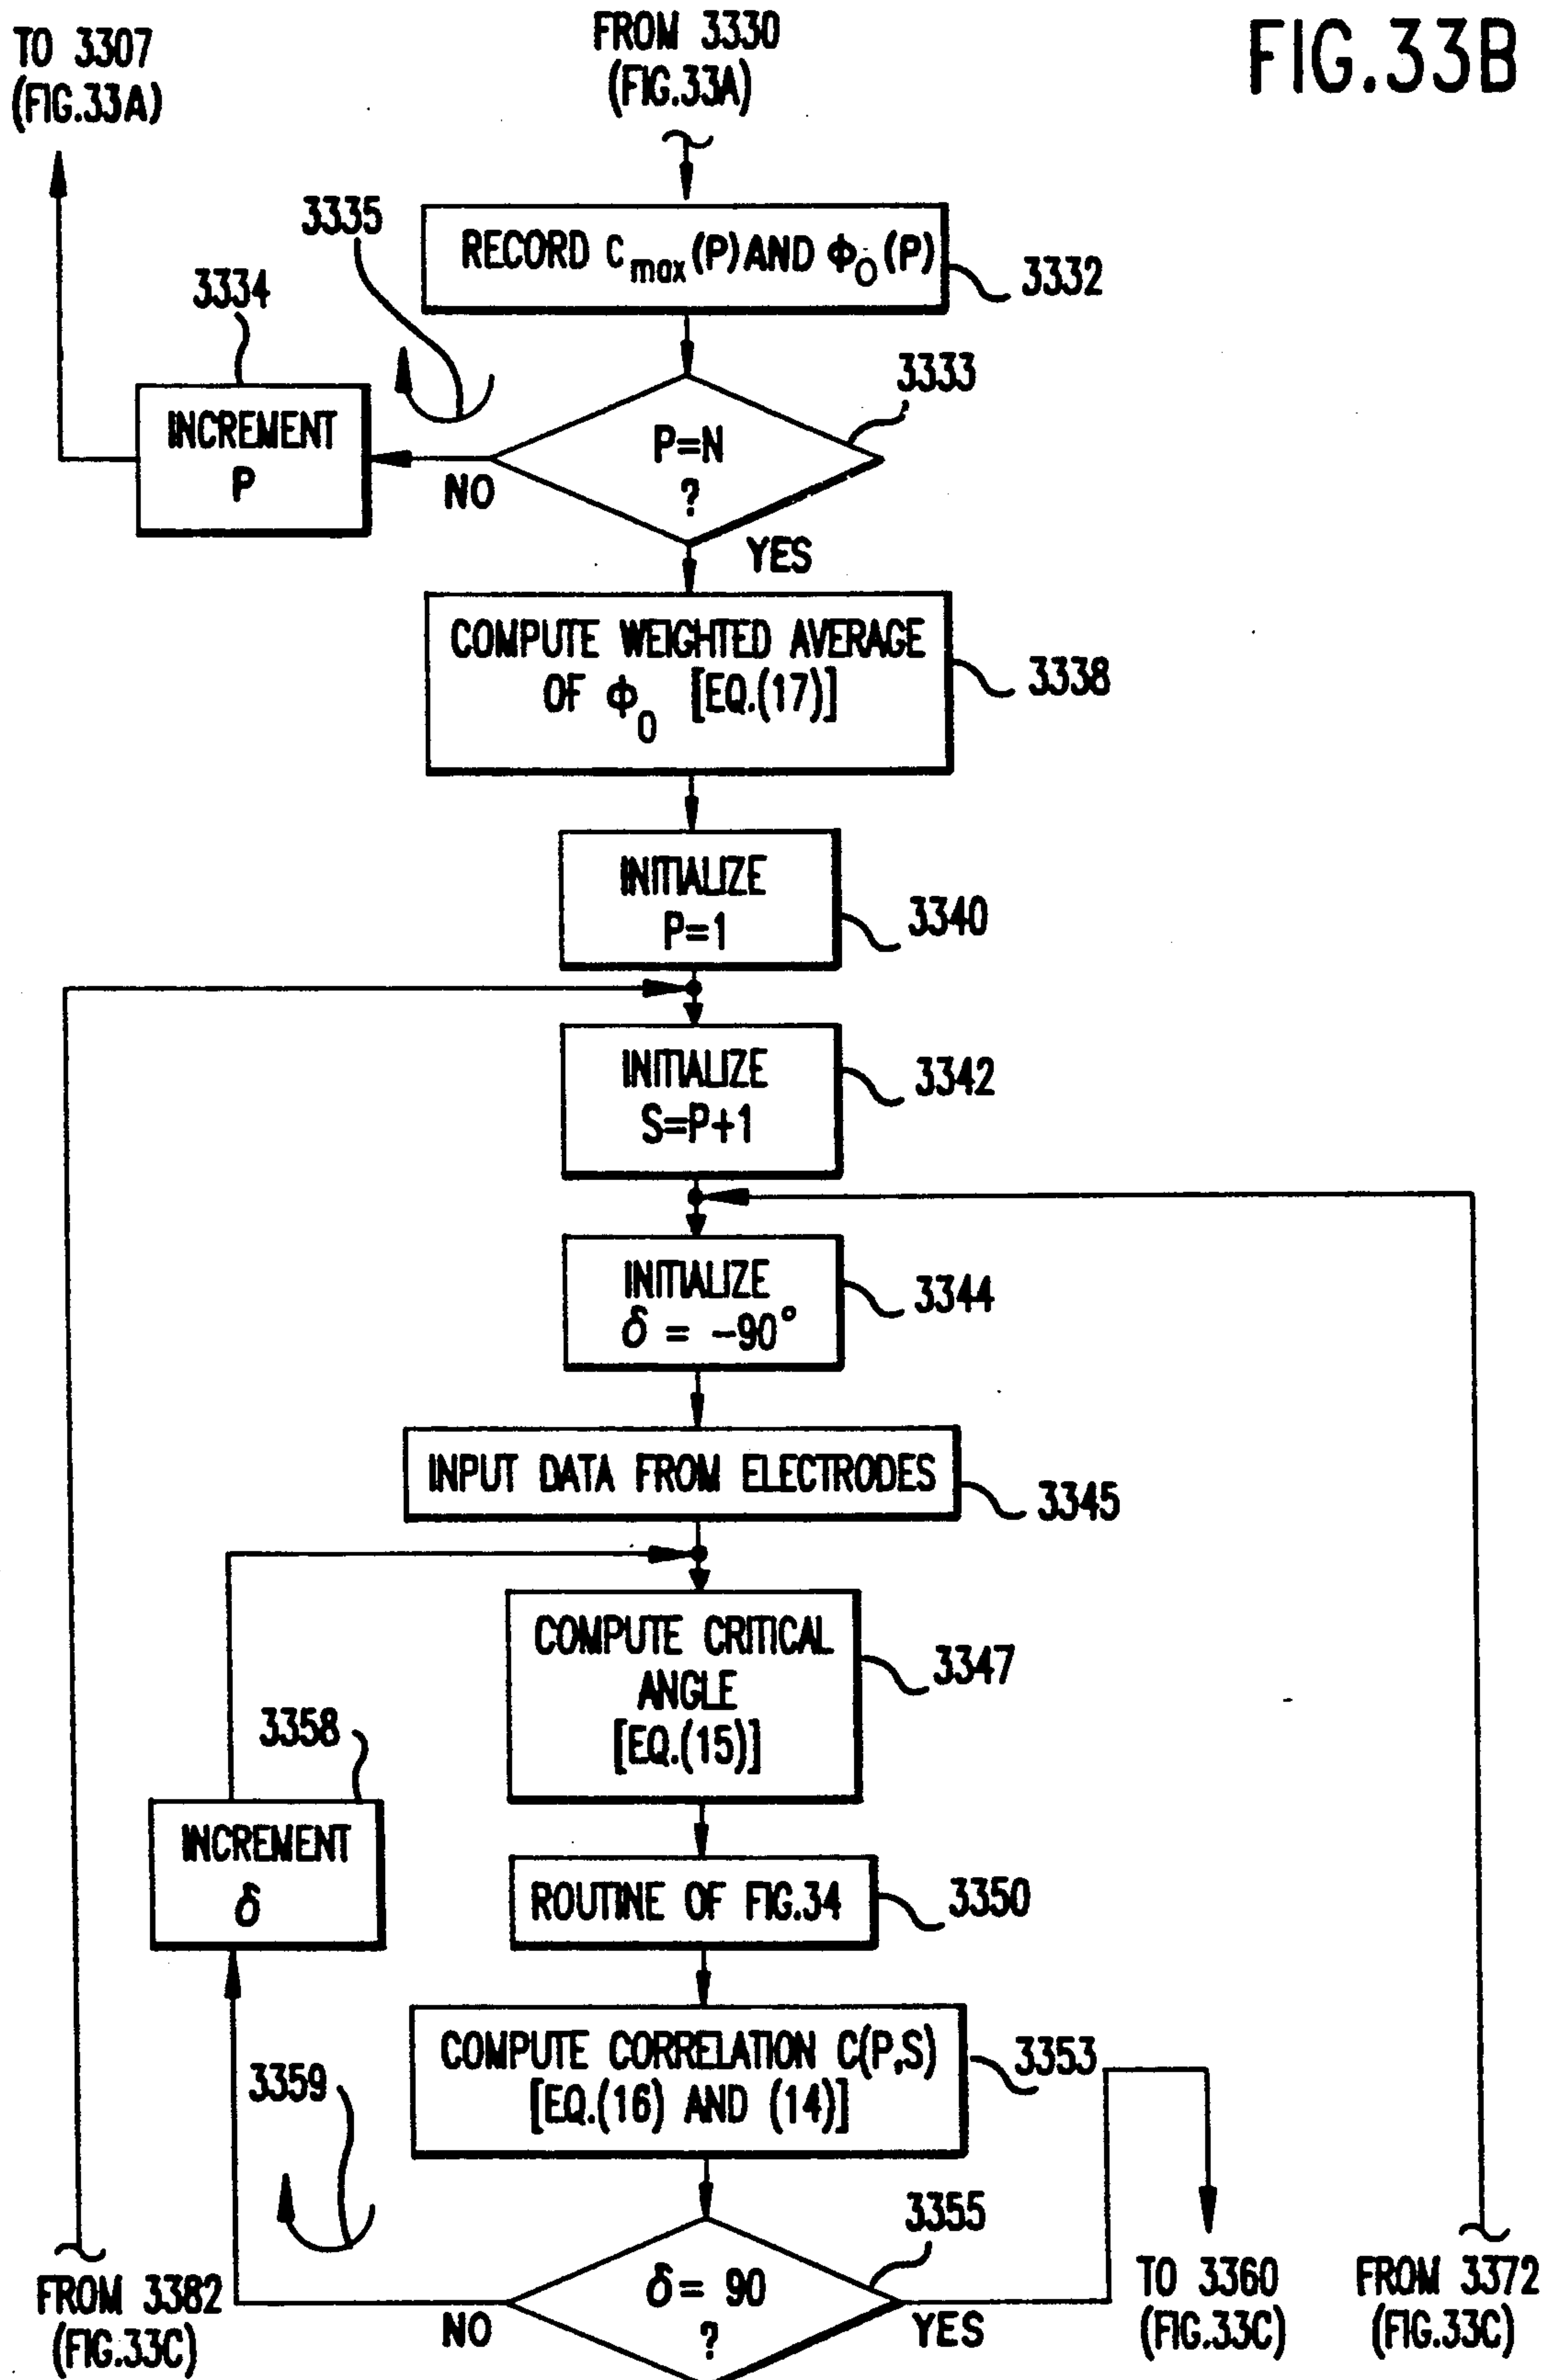 FIG.33B
TO 3307
(FIG.33A)
FROM 3330
(FIG.33A)
3335
RECORD Cmax(P) AND ϕ0(P)
3332
3334
3333
INCREMENT
P
P=N
?
NO
YES
COMPUTE WEIGHTED AVERAGE
OF ϕ0 [EQ.(17)]
3338
INITIALIZE
P=1
3340
INITIALIZE
S=P+1
3342
INITIALIZE
δ = -90°
3344
INPUT DATA FROM ELECTRODES
3345
COMPUTE CRITICAL
ANGLE
[EQ.(15)]
3347
3358
INCREMENT
δ
ROUTINE OF FIG.34
3350
COMPUTE CORRELATION C(P,S)
[EQ.(16) AND (14)]
3353
3359
3355
δ= 90
?
NO
YES
FROM 3382
(FIG.33C)
TO 3360
(FIG.33C)
FROM 3372
(FIG.33C)